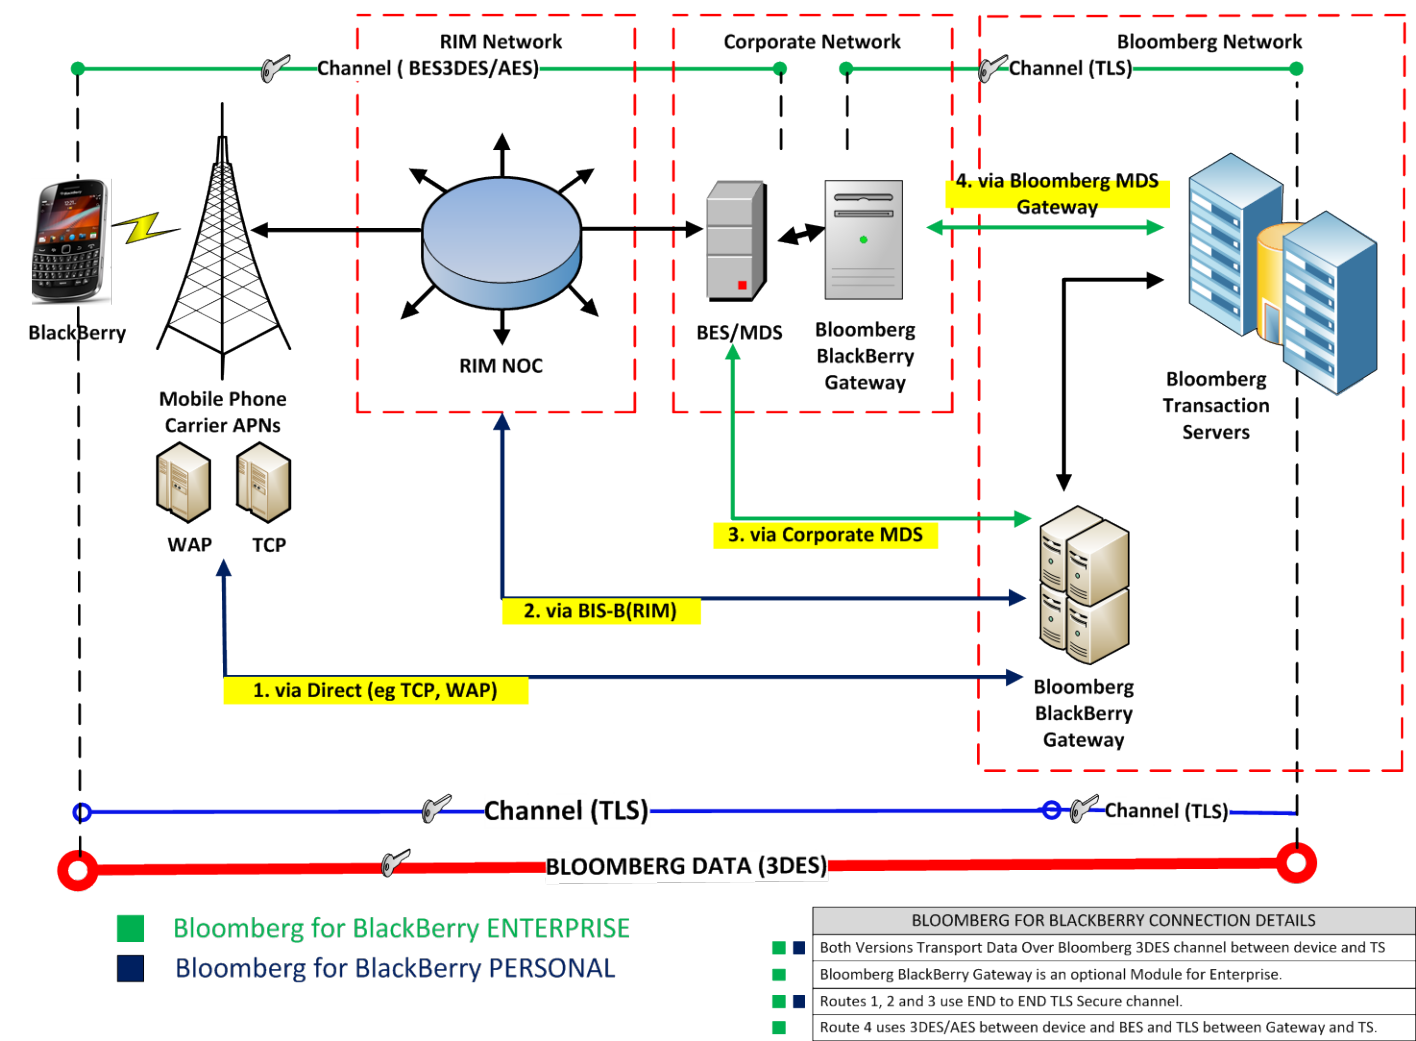 RIM Network
Corporate Network
Bloomberg Network
Channel ( BES3DES/AES)
Channel (TLS)
4. via Bloomberg MDS
Gateway
BlackBerry
BES/MDS
Bloomberg
BlackBerry
Gateway
RIM NOC
Bloomberg
Transaction
Servers
Mobile Phone
Carrier APNs
WAP
TCP
3. via Corporate MDS
2. via BIS-B(RIM)
1. via Direct (eg TCP, WAP)
Bloomberg
BlackBerry
Gateway
Channel (TLS)
Channel (TLS)
BLOOMBERG DATA (3DES)
Bloomberg for BlackBerry ENTERPRISE
Bloomberg for BlackBerry PERSONAL
BLOOMBERG FOR BLACKBERRY CONNECTION DETAILS
Both Versions Transport Data Over Bloomberg 3DES channel between device and TS
Bloomberg BlackBerry Gateway is an optional Module for Enterprise.
Routes 1, 2 and 3 use END to END TLS Secure channel.
Route 4 uses 3DES/AES between device and BES and TLS between Gateway and TS.